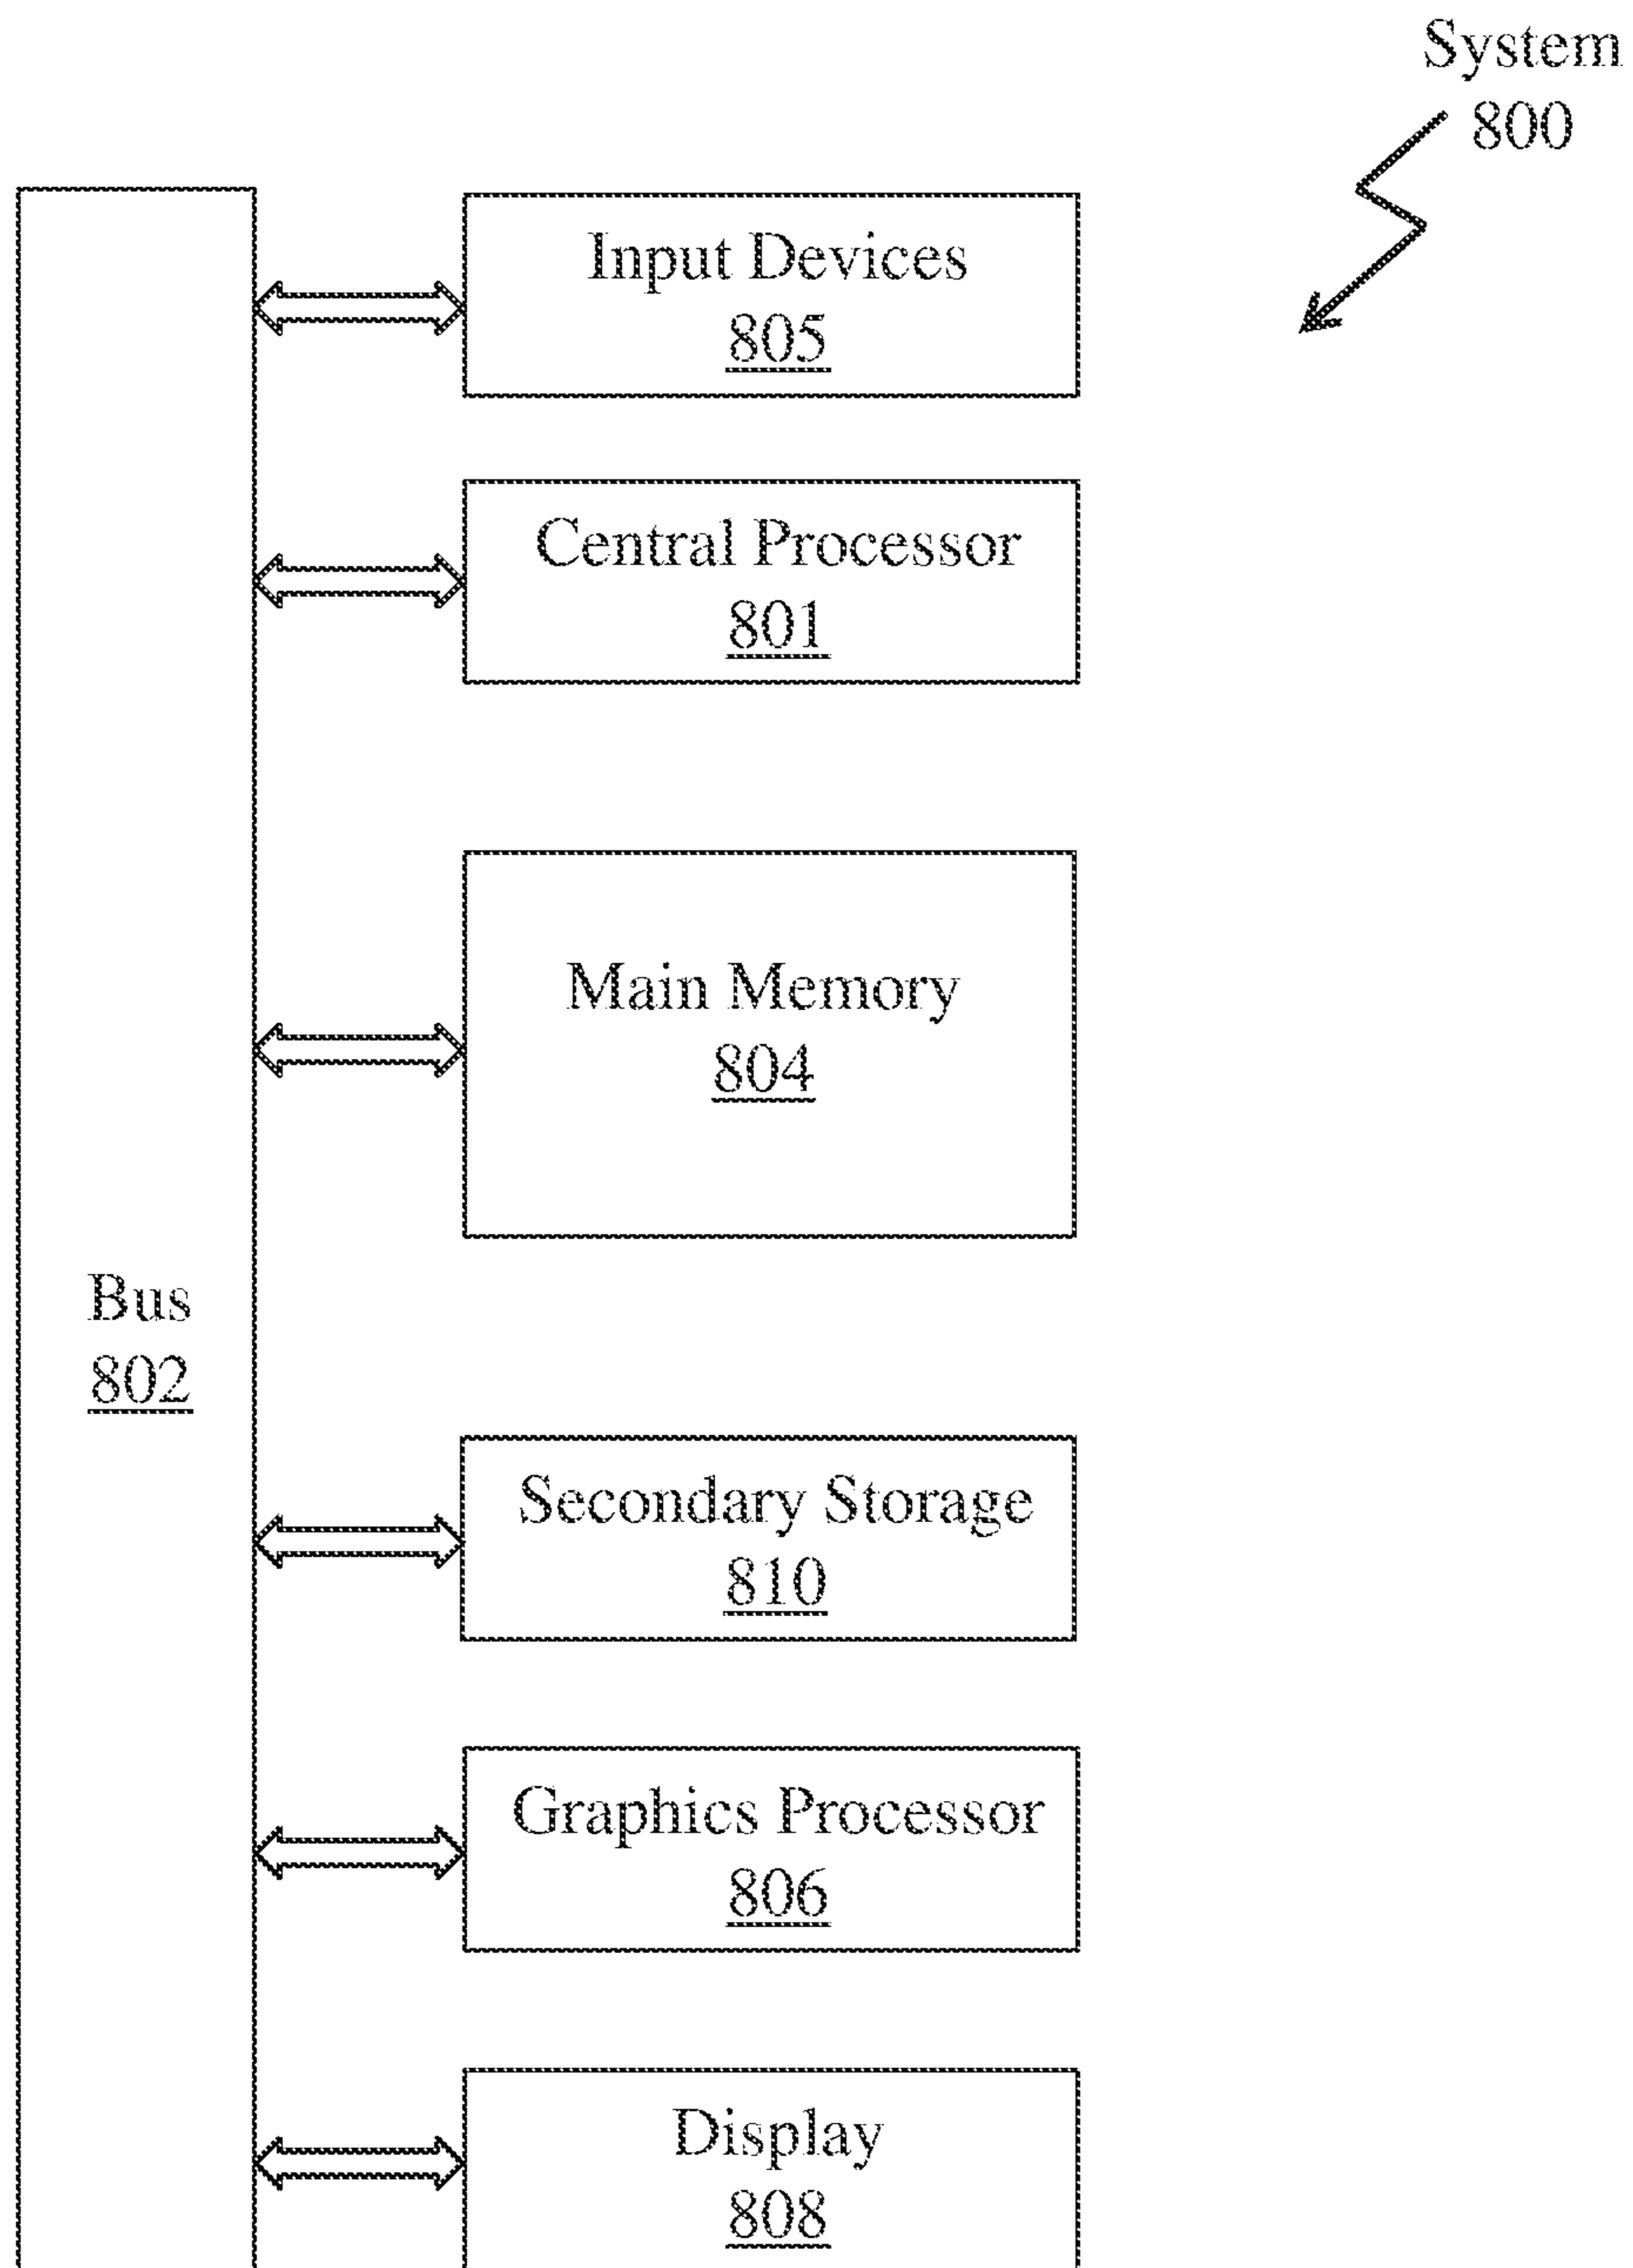 System
800
Input Devices
805
Central Processor
801
Main Memory
804
Bus
802
Secondary Storage
810
Graphics Processor
806
Display
808